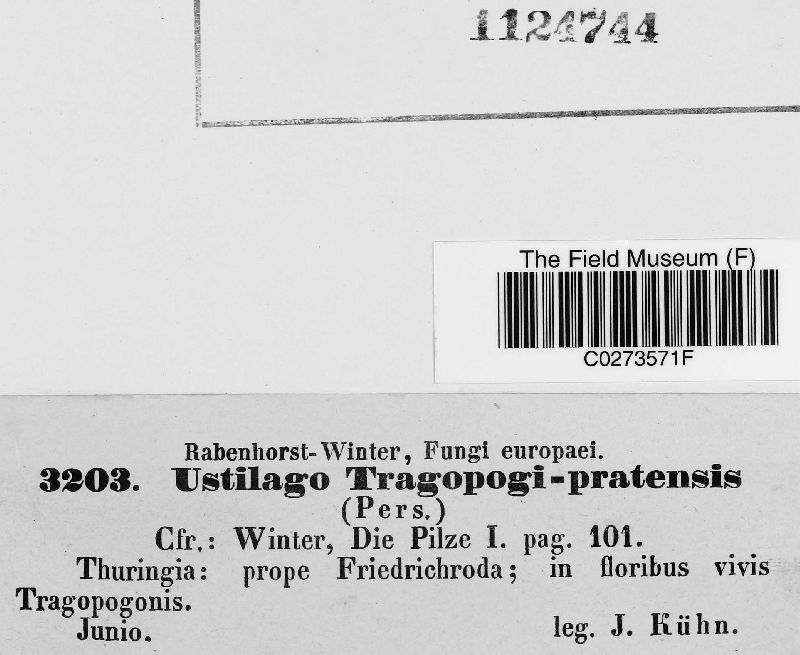 1124744
The Field Museum (F)
C0273571F
Rabenhorst-Winter, Fungi europaei.
3203. Ustilago Tragopogi-pratensis
(Pers.)
Cfr.: Winter, Die Pilze I. pag. 101.
Thuringia: prope Friedrichroda; in floribus vivis
Tragopogonis.
Junio. leg. J. Kühn.